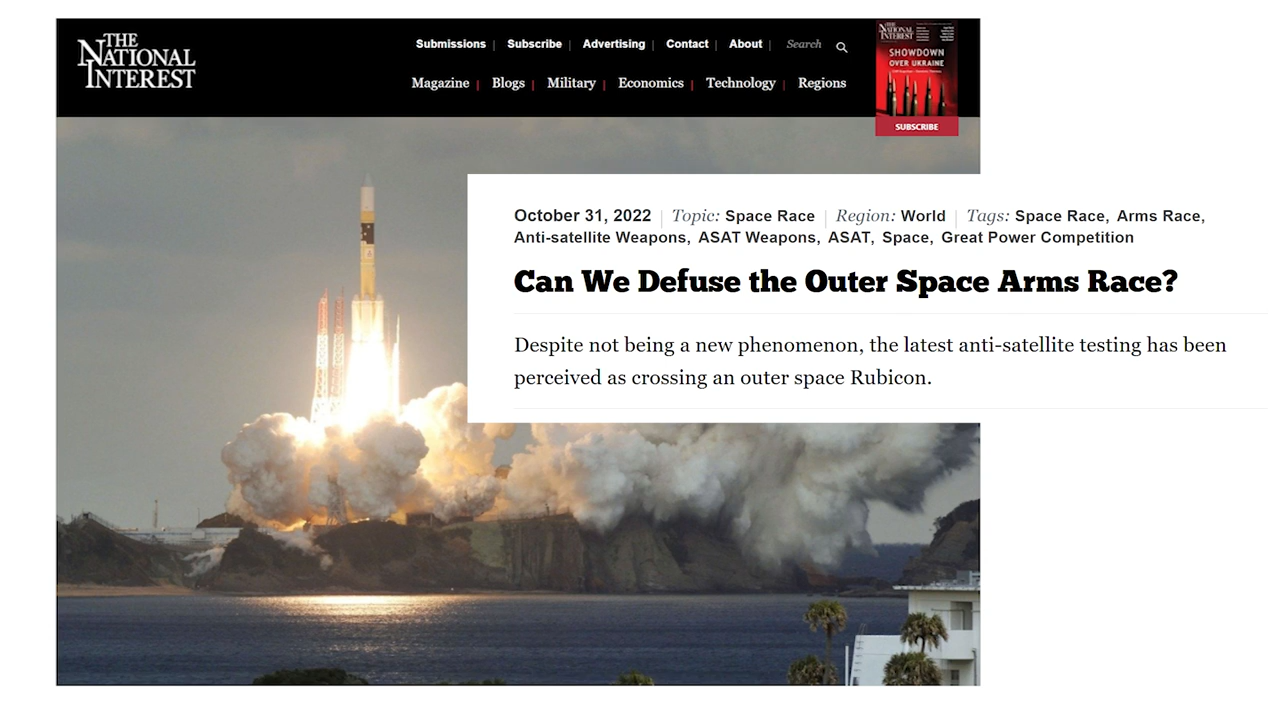 THE
NATIONAL
INTEREST
Submissions | Subscribe | Advertising | Contact | About | Search
Magazine | Blogs | Military | Economics | Technology | Regions
THE
NATIONAL
INTEREST
SHOWDOWN
OVER UKRAINE
SUBSCRIBE
October 31, 2022 | Topic: Space Race | Region: World | Tags: Space Race, Arms Race,
Anti-satellite Weapons, ASAT Weapons, ASAT, Space, Great Power Competition
Can We Defuse the Outer Space Arms Race?
Despite not being a new phenomenon, the latest anti-satellite testing has been
perceived as crossing an outer space Rubicon.